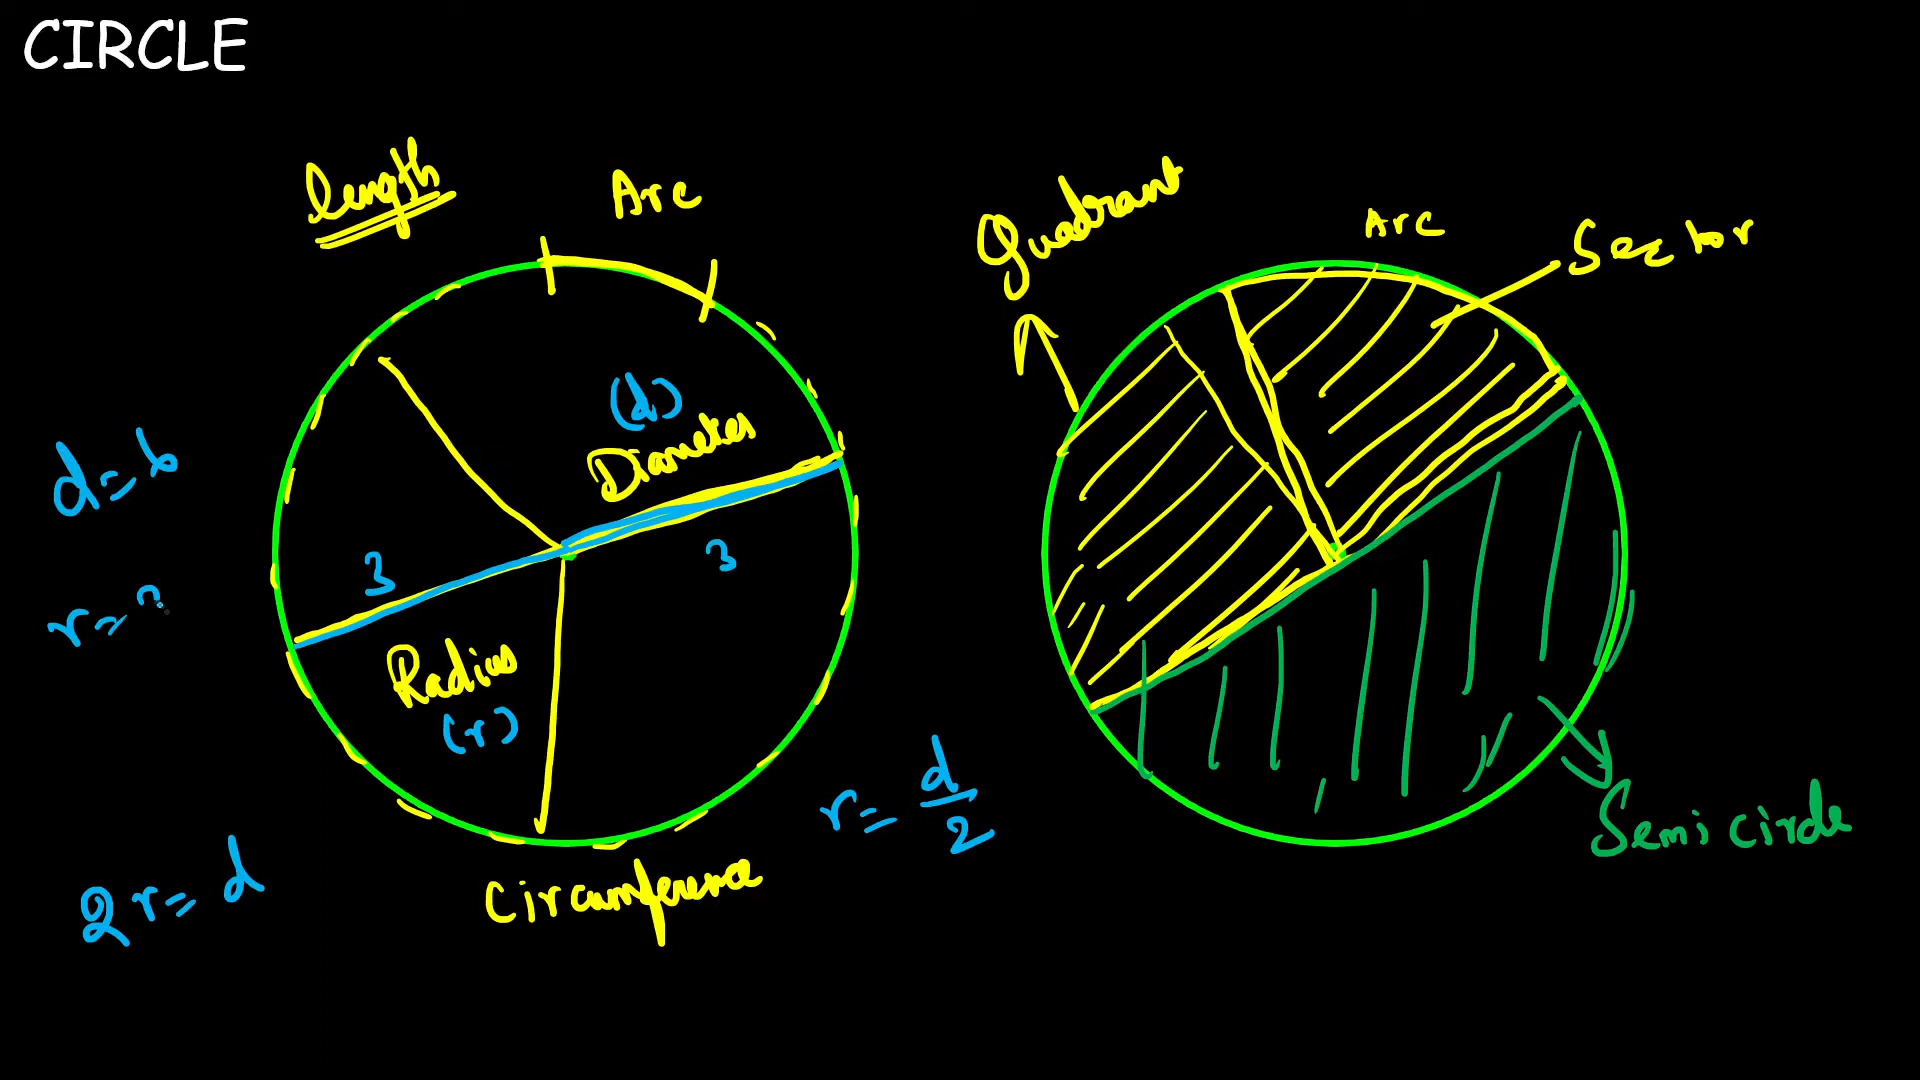 CIRCLE
length
Arc
Quadrant
Arc
Sector
(d)
Diameter
d = 6
3
3
r =
Radius
(r)
r = d/2
Semi circle
2r = d
Circumference